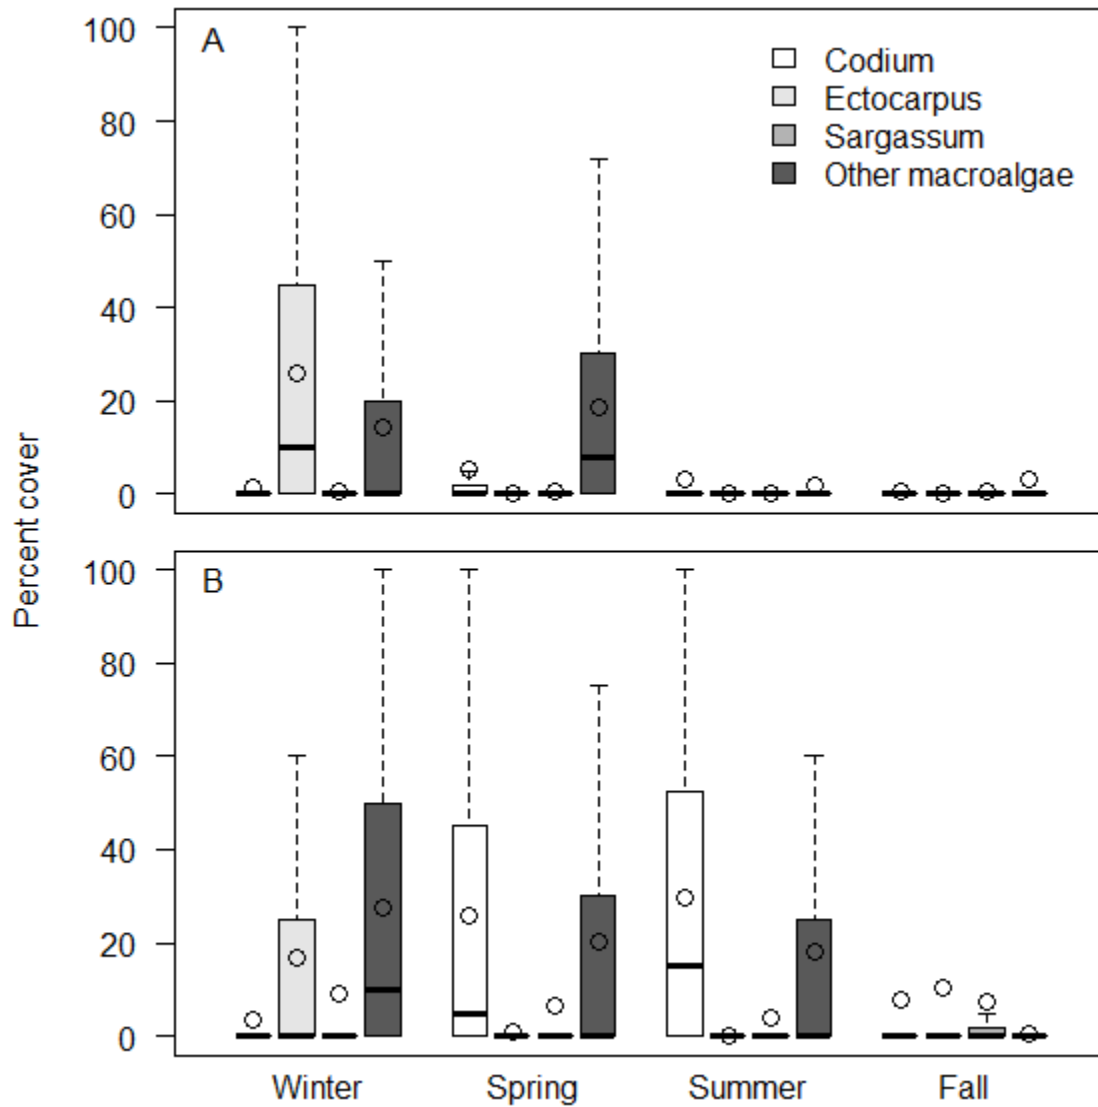 A
Codium
Ectocarpus
Sargassum
Other macroalgae
100
80
60
40
20
0
Percent cover
B
100
80
60
40
20
0
Winter Spring Summer Fall